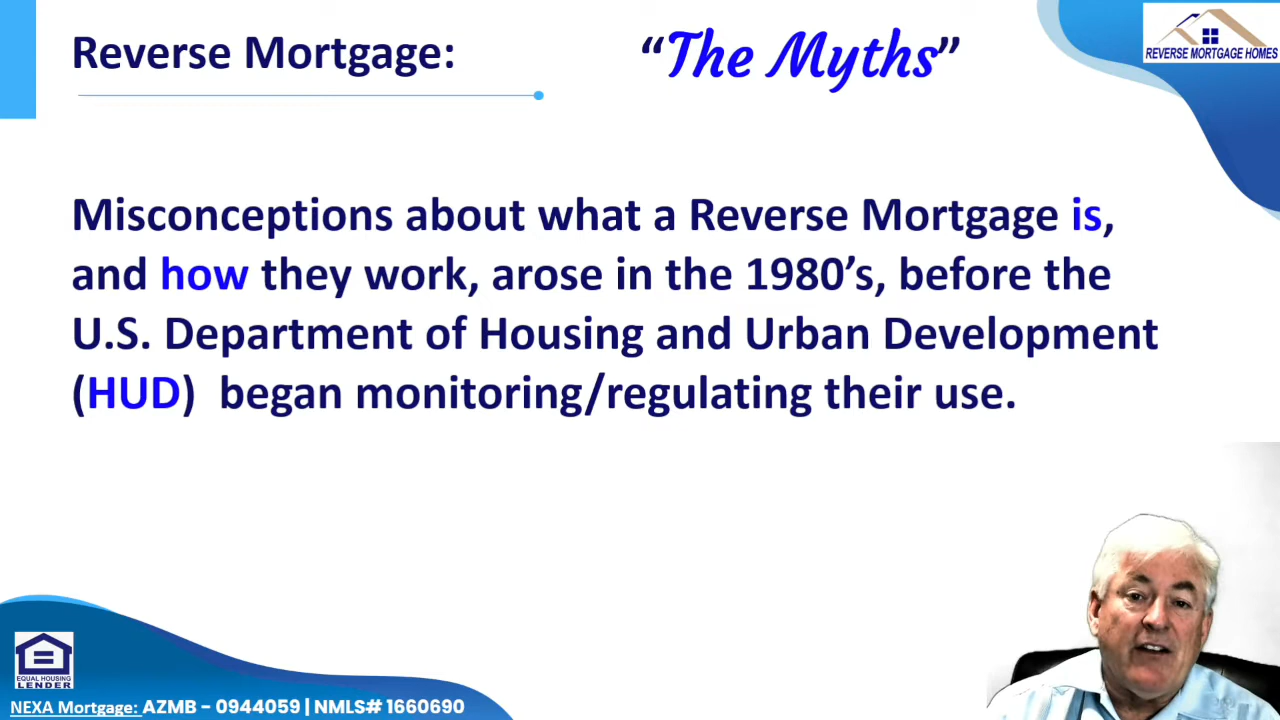 Reverse Mortgage:
“The Myths”
REVERSE MORTGAGE HOMES
Misconceptions about what a Reverse Mortgage is,
and how they work, arose in the 1980’s, before the
U.S. Department of Housing and Urban Development
(HUD) began monitoring/regulating their use.
EQUAL HOUSING
LENDER
NEXA Mortgage: AZMB - 0944059 | NMLS# 1660690